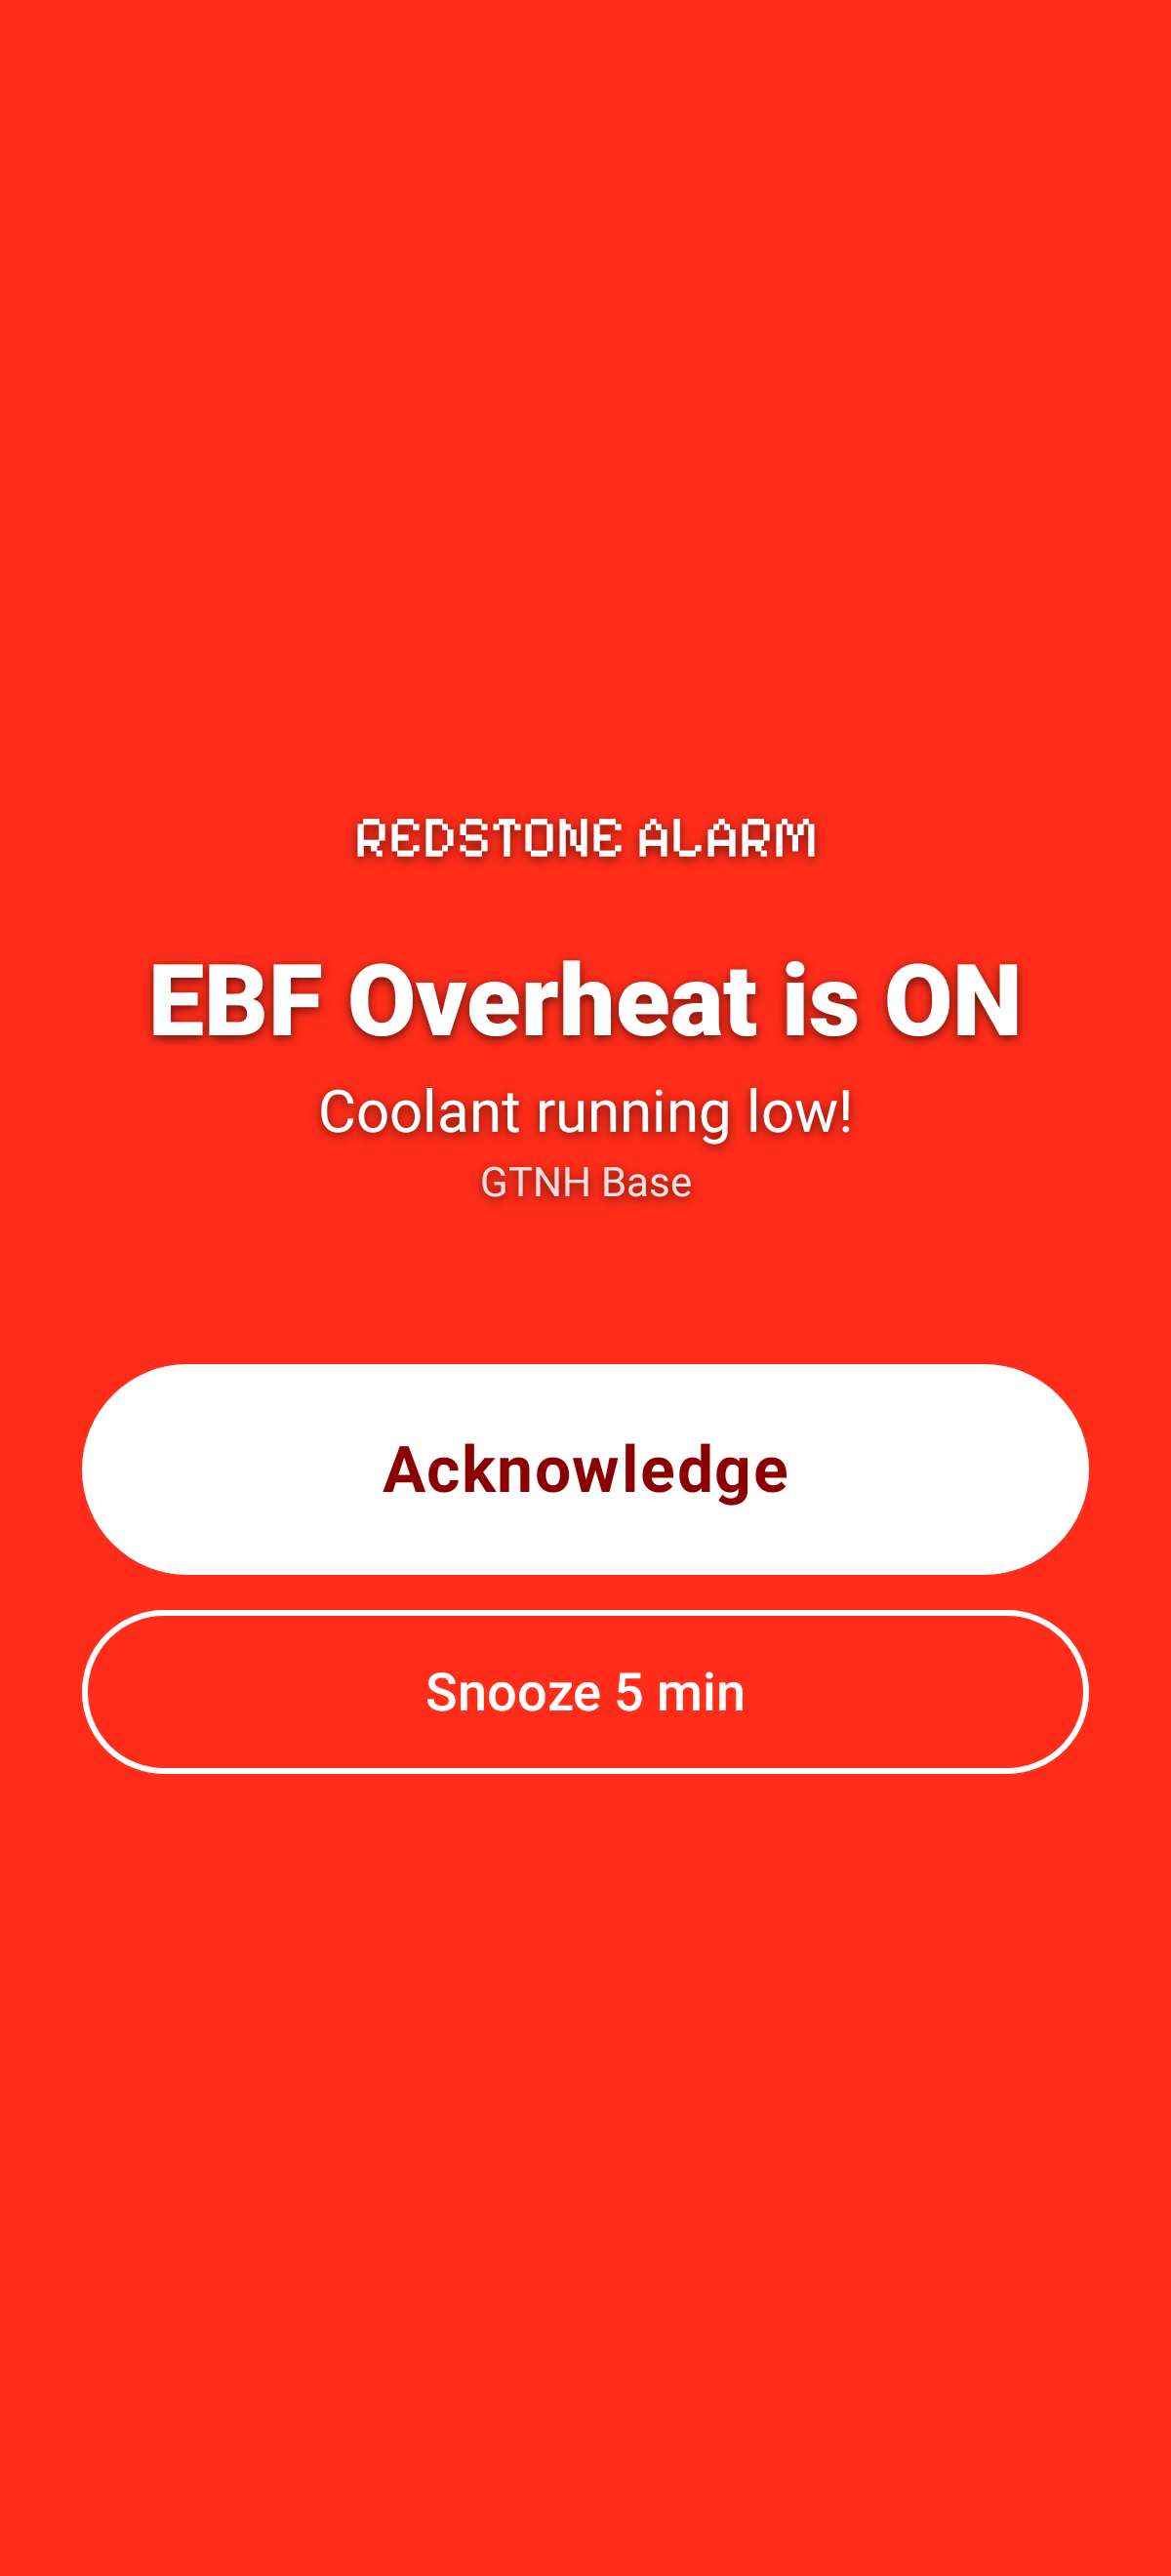 REDSTONE ALARM
EBF Overheat is ON
Coolant running low!
GTNH Base
Acknowledge
Snooze 5 min